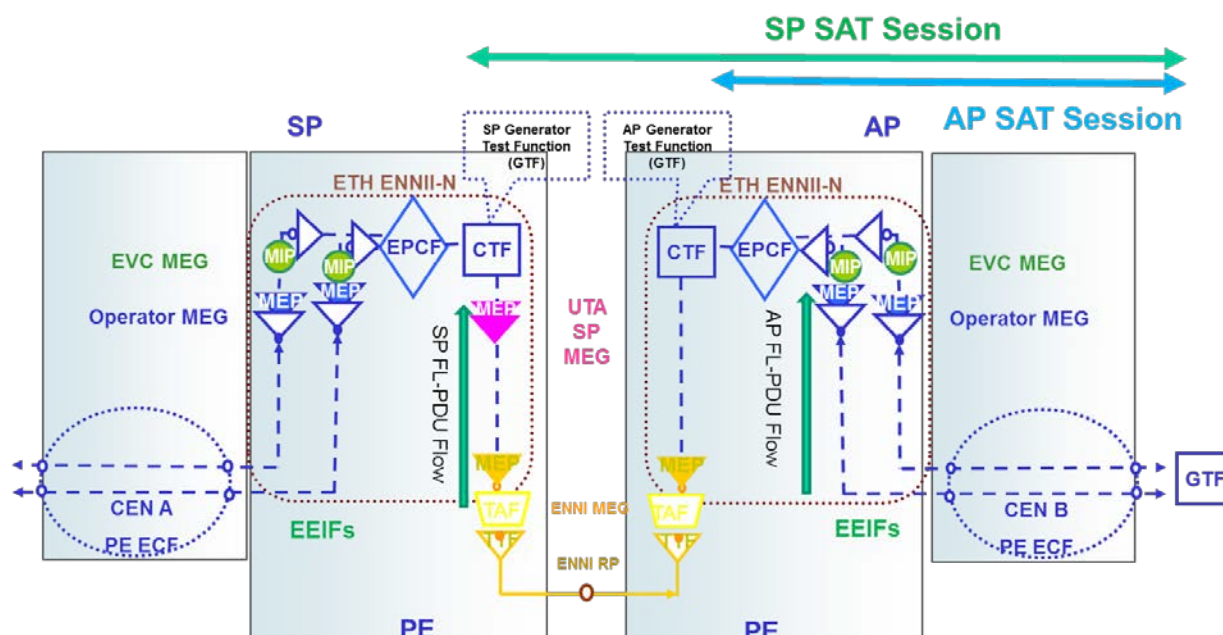 SP SAT Session
AP SAT Session
SP
AP
SP Generator
Test Function
(GTF)
AP Generator
Test Function
(GTF)
ETH ENNII-N
ETH ENNII-N
MIP
MIP
EPCF
CTF
CTF
EPCF
MIP
MIP
EVC MEG
EVC MEG
MEP
MEP
MEP
MEP
MEP
Operator MEG
Operator MEG
UTA
SP
MEG
SP FL-PDU Flow
AP FL-PDU Flow
MEP
MEP
GTF
CEN A
CEN B
TAF
TAF
ENNI MEG
EEIFs
EEIFs
PE ECF
PE ECF
TTF
TTF
ENNI RP
PE
PE